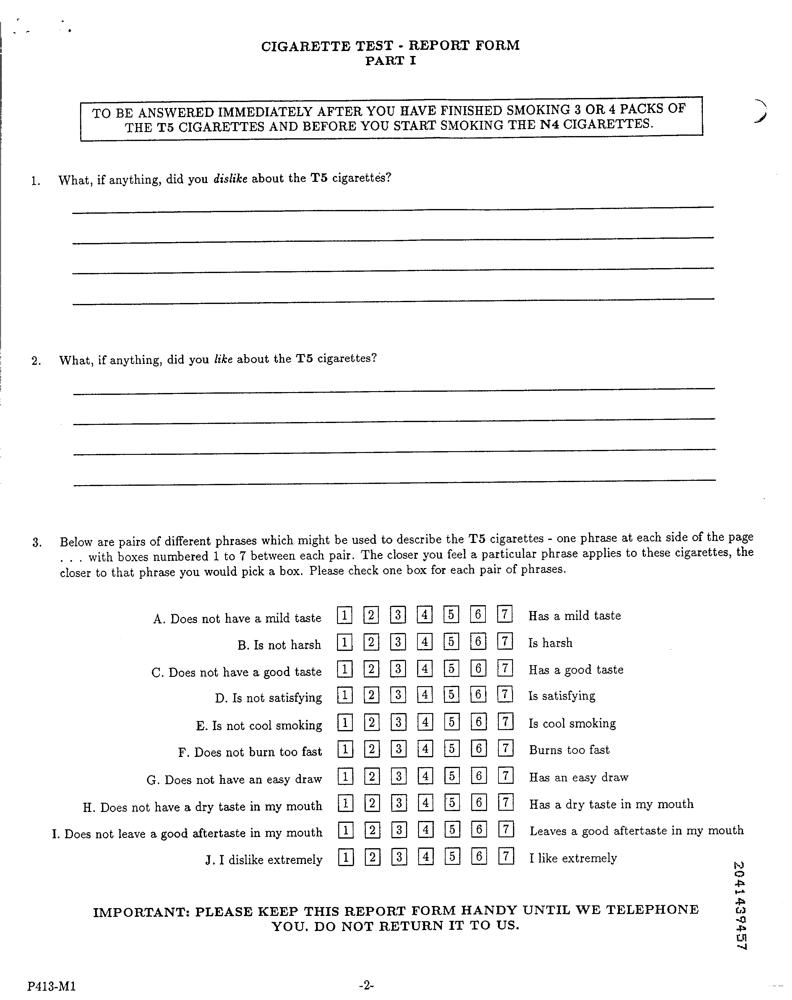 CIGARETTE TEST - REPORT FORM
PART I
TO BE ANSWERED IMMEDIATELY AFTER YOU HAVE FINISHED SMOKING 3 OR 4 PACKS OF
THE T5 CIGARETTES AND BEFORE YOU START SMOKING THE N4 CIGARETTES.
1. What, if anything, did you dislike about the T5 cigarettes?
2. What, if anything, did you like about the T5 cigarettes?
3. Below are pairs of different phrases which might be used to describe the T5 cigarettes - one phrase at each side of the page
. . . with boxes numbered 1 to 7 between each pair. The closer you feel a particular phrase applies to these cigarettes, the
closer to that phrase you would pick a box. Please check one box for each pair of phrases.
A. Does not have a mild taste 1 2 3 4 5 6 7 Has a mild taste
B. Is not harsh 1 2 3 4 5 6 7 Is harsh
C. Does not have a good taste 1 2 3 4 5 6 7 Has a good taste
D. Is not satisfying 1 2 3 4 5 6 7 Is satisfying
E. Is not cool smoking 1 2 3 4 5 6 7 Is cool smoking
F. Does not burn too fast 1 2 3 4 5 6 7 Burns too fast
G. Does not have an easy draw 1 2 3 4 5 6 7 Has an easy draw
H. Does not have a dry taste in my mouth 1 2 3 4 5 6 7 Has a dry taste in my mouth
I. Does not leave a good aftertaste in my mouth 1 2 3 4 5 6 7 Leaves a good aftertaste in my mouth
J. I dislike extremely 1 2 3 4 5 6 7 I like extremely
2041439457
IMPORTANT: PLEASE KEEP THIS REPORT FORM HANDY UNTIL WE TELEPHONE
YOU. DO NOT RETURN IT TO US.
P413-M1 -2-